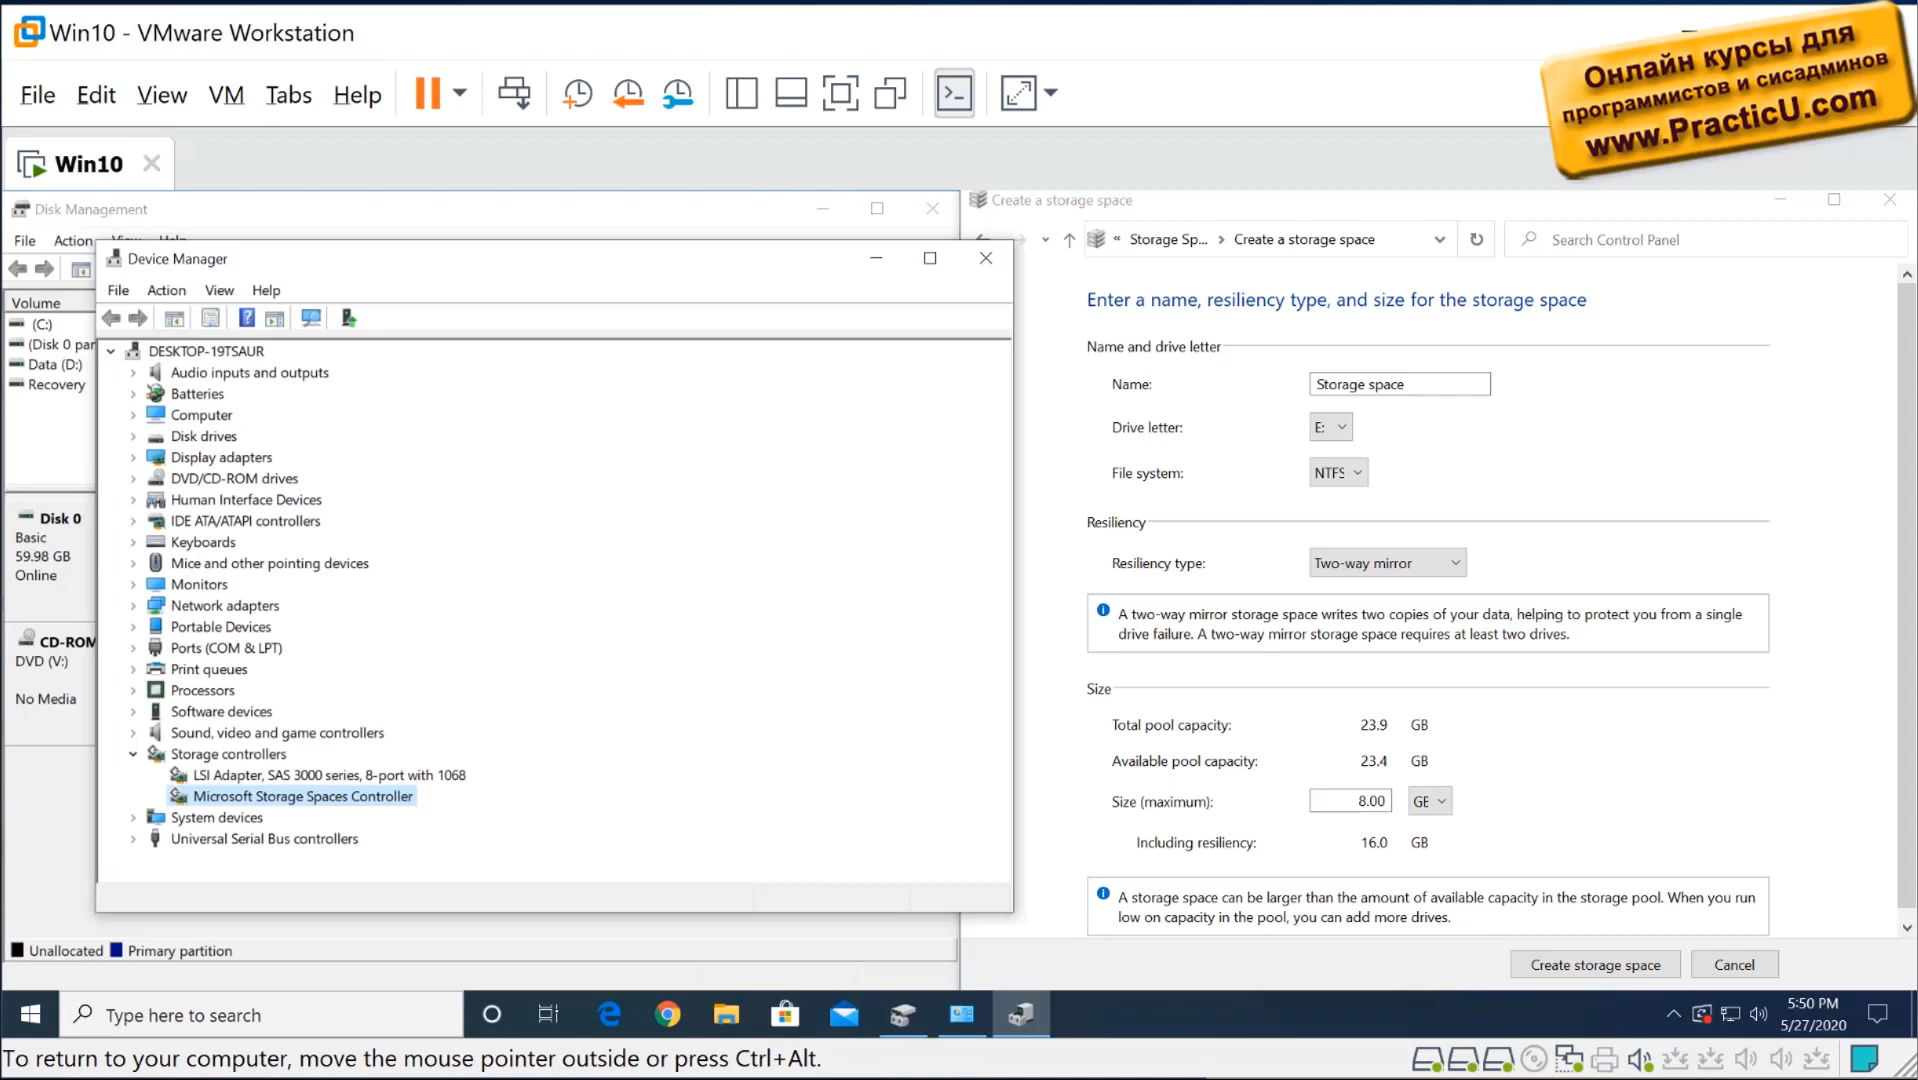 Win10 - VMware Workstation
Онлайн курсы для
программистов и сисадминов
www.PracticU.com
File Edit View VM Tabs Help
Win10
Disk Management
File Action View Help
Volume
(C:)
(Disk 0 par
Data (D:)
Recovery
Disk 0
Basic
59.98 GB
Online
CD-ROM
DVD (V:)
No Media
Unallocated Primary partition
Device Manager
File Action View Help
DESKTOP-19TSAUR
Audio inputs and outputs
Batteries
Computer
Disk drives
Display adapters
DVD/CD-ROM drives
Human Interface Devices
IDE ATA/ATAPI controllers
Keyboards
Mice and other pointing devices
Monitors
Network adapters
Portable Devices
Ports (COM & LPT)
Print queues
Processors
Software devices
Sound, video and game controllers
Storage controllers
LSI Adapter, SAS 3000 series, 8-port with 1068
Microsoft Storage Spaces Controller
System devices
Universal Serial Bus controllers
Create a storage space
« Storage Sp... › Create a storage space
Search Control Panel
Enter a name, resiliency type, and size for the storage space
Name and drive letter
Name: Storage space
Drive letter: E:
File system: NTFS
Resiliency
Resiliency type: Two-way mirror
A two-way mirror storage space writes two copies of your data, helping to protect you from a single
drive failure. A two-way mirror storage space requires at least two drives.
Size
Total pool capacity: 23.9 GB
Available pool capacity: 23.4 GB
Size (maximum): 8.00 GB
Including resiliency: 16.0 GB
A storage space can be larger than the amount of available capacity in the storage pool. When you run
low on capacity in the pool, you can add more drives.
Create storage space Cancel
Type here to search
5:50 PM
5/27/2020
To return to your computer, move the mouse pointer outside or press Ctrl+Alt.